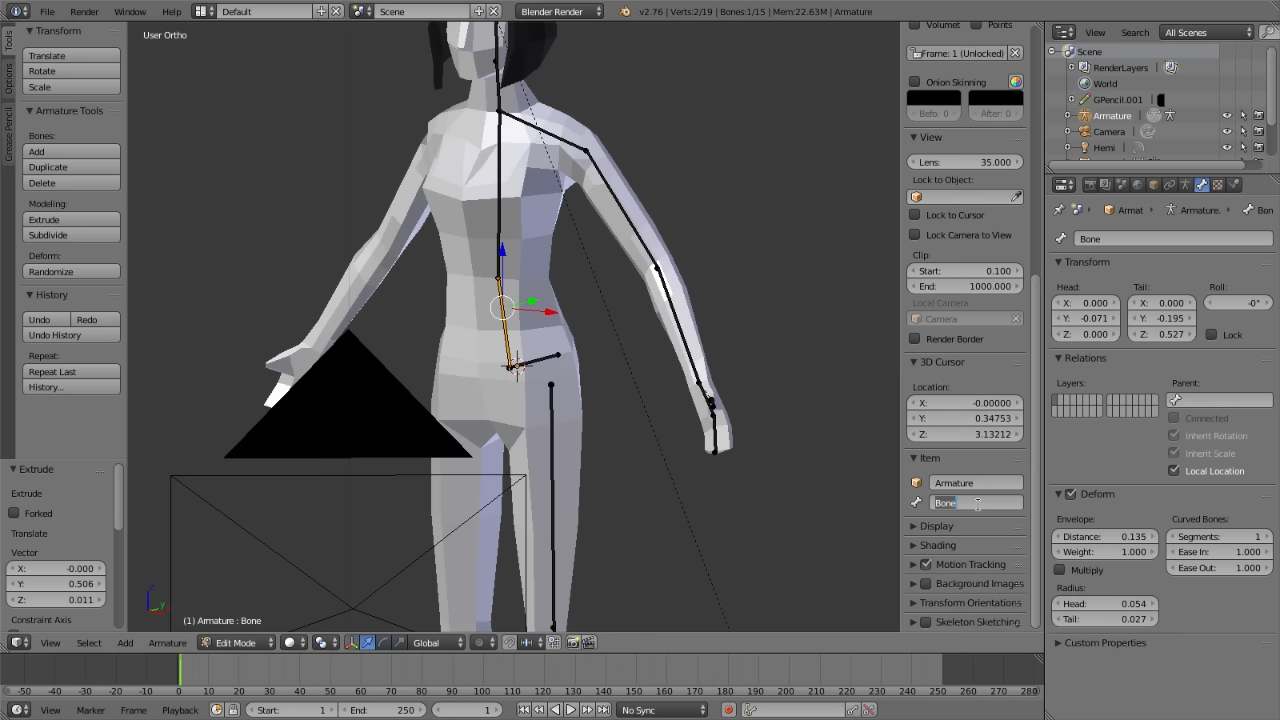 File Render Window Help Default Scene Blender Render v2.76 | Verts:2/19 | Bones:1/15 | Mem:22.63M | Armature
Tools
Options
Grease Pencil
Transform
Translate
Rotate
Scale
Armature Tools
Bones:
Add
Duplicate
Delete
Modeling:
Extrude
Subdivide
Deform:
Randomize
History
Undo Redo
Undo History
Repeat:
Repeat Last
History...
Extrude
Extrude
Forked
Translate
Vector
X: -0.000
Y: 0.506
Z: 0.011
Constraint Axis
User Ortho
(1) Armature : Bone
Volumet Points
Frame: 1 (Unlocked)
Onion Skinning
Befo: 0 After: 0
View
Lens: 35.000
Lock to Object:
Lock to Cursor
Lock Camera to View
Clip:
Start: 0.100
End: 1000.000
Local Camera:
Camera
Render Border
3D Cursor
Location:
X: -0.00000
Y: 0.34753
Z: 3.13212
Item
Armature
Bone
Display
Shading
Motion Tracking
Background Images
Transform Orientations
Skeleton Sketching
View Search All Scenes
Scene
RenderLayers
World
GPencil.001
Armature
Camera
Hemi
Armat Armature. Bon
Bone
Transform
Head: Tail: Roll:
X: 0.000 X: 0.000 -0°
Y: -0.071 Y: -0.195
Z: 0.000 Z: 0.527 Lock
Relations
Layers: Parent:
Connected
Inherit Rotation
Inherit Scale
Local Location
Deform
Envelope: Curved Bones:
Distance: 0.135 Segments: 1
Weight: 1.000 Ease In: 1.000
Multiply Ease Out: 1.000
Radius:
Head: 0.054
Tail: 0.027
Custom Properties
View Select Add Armature Edit Mode Global
-50 -40 -30 -20 -10 0 10 20 30 40 50 60 70 80 90 100 110 120 130 140 150 160 170 180 190 200 210 220 230 240 250 260 270 280
View Marker Frame Playback Start: 1 End: 250 1 No Sync